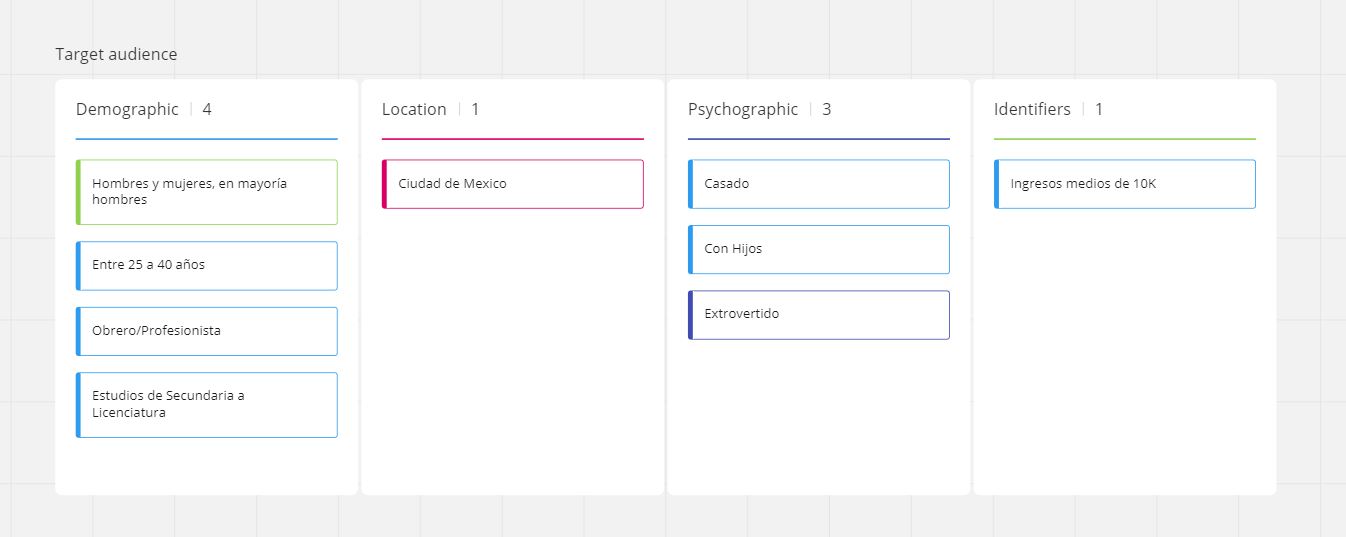 Target audience
Demographic | 4
Hombres y mujeres, en mayoría
hombres
Entre 25 a 40 años
Obrero/Profesionista
Estudios de Secundaria a
Licenciatura
Location | 1
Ciudad de Mexico
Psychographic | 3
Casado
Con Hijos
Extrovertido
Identifiers | 1
Ingresos medios de 10K